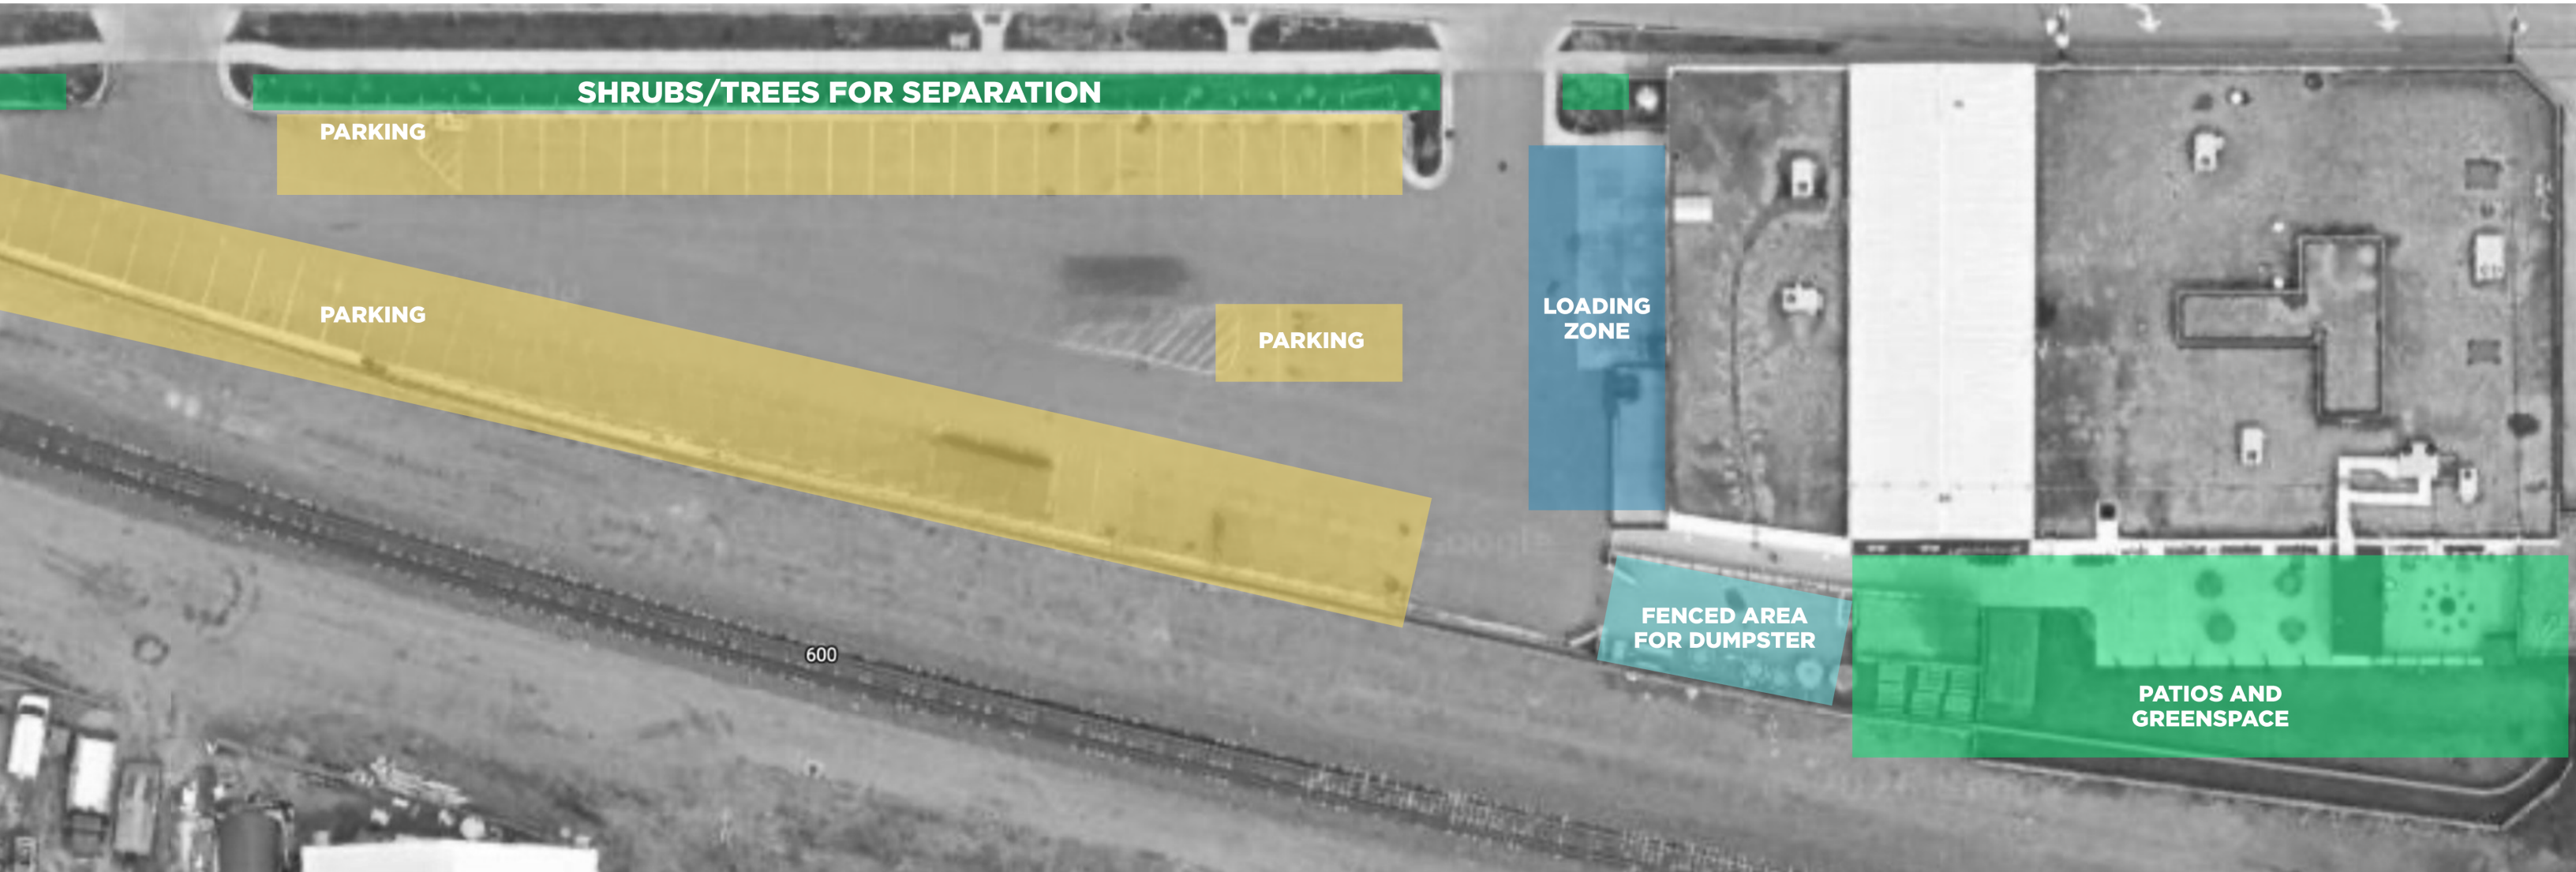 SHRUBS/TREES FOR SEPARATION
PARKING
PARKING
PARKING
LOADING
ZONE
FENCED AREA
FOR DUMPSTER
PATIOS AND
GREENSPACE
600